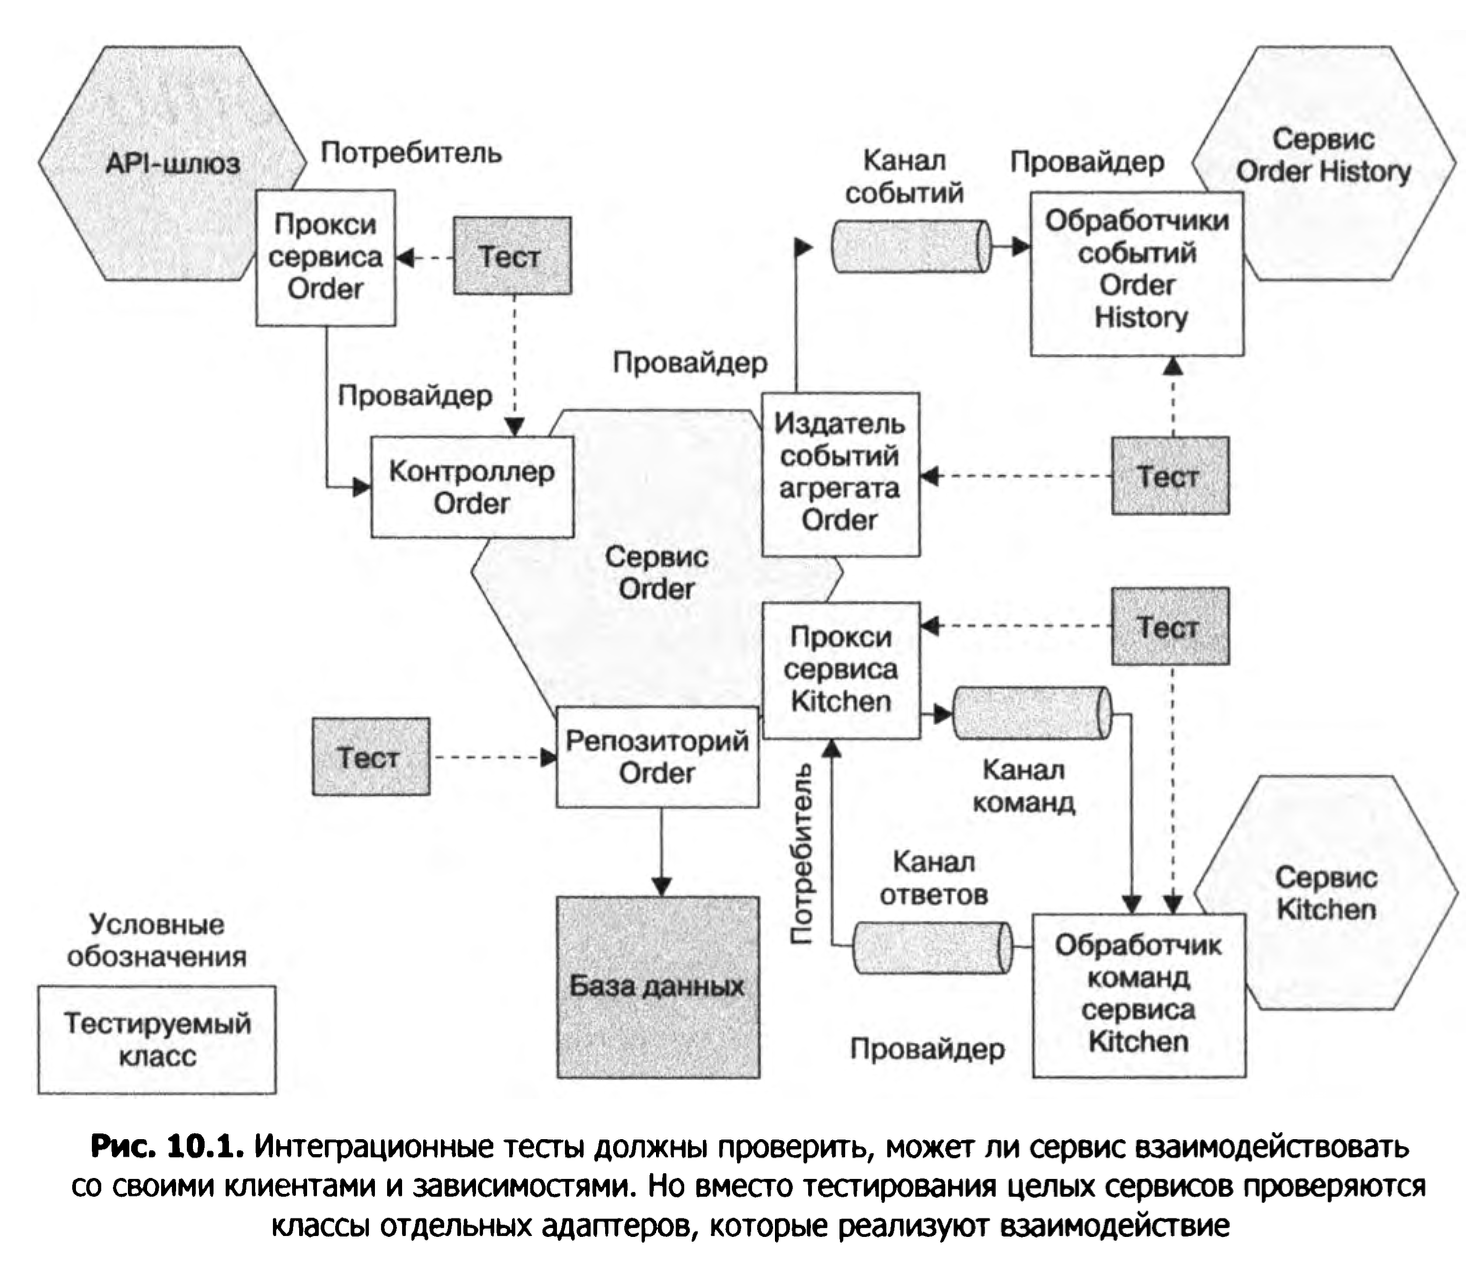 API-шлюз
Потребитель
Прокси
сервиса
Order
Тест
Провайдер
Контроллер
Order
Канал
событий
Провайдер
Сервис
Order History
Обработчики
событий
Order
History
Провайдер
Издатель
событий
агрегата
Order
Тест
Сервис
Order
Прокси
сервиса
Kitchen
Тест
Тест
Репозиторий
Order
Канал
команд
Потребитель
Канал
ответов
Сервис
Kitchen
Обработчик
команд
сервиса
Kitchen
Провайдер
База данных
Условные
обозначения
Тестируемый
класс
Рис. 10.1. Интеграционные тесты должны проверить, может ли сервис взаимодействовать
со своими клиентами и зависимостями. Но вместо тестирования целых сервисов проверяются
классы отдельных адаптеров, которые реализуют взаимодействие